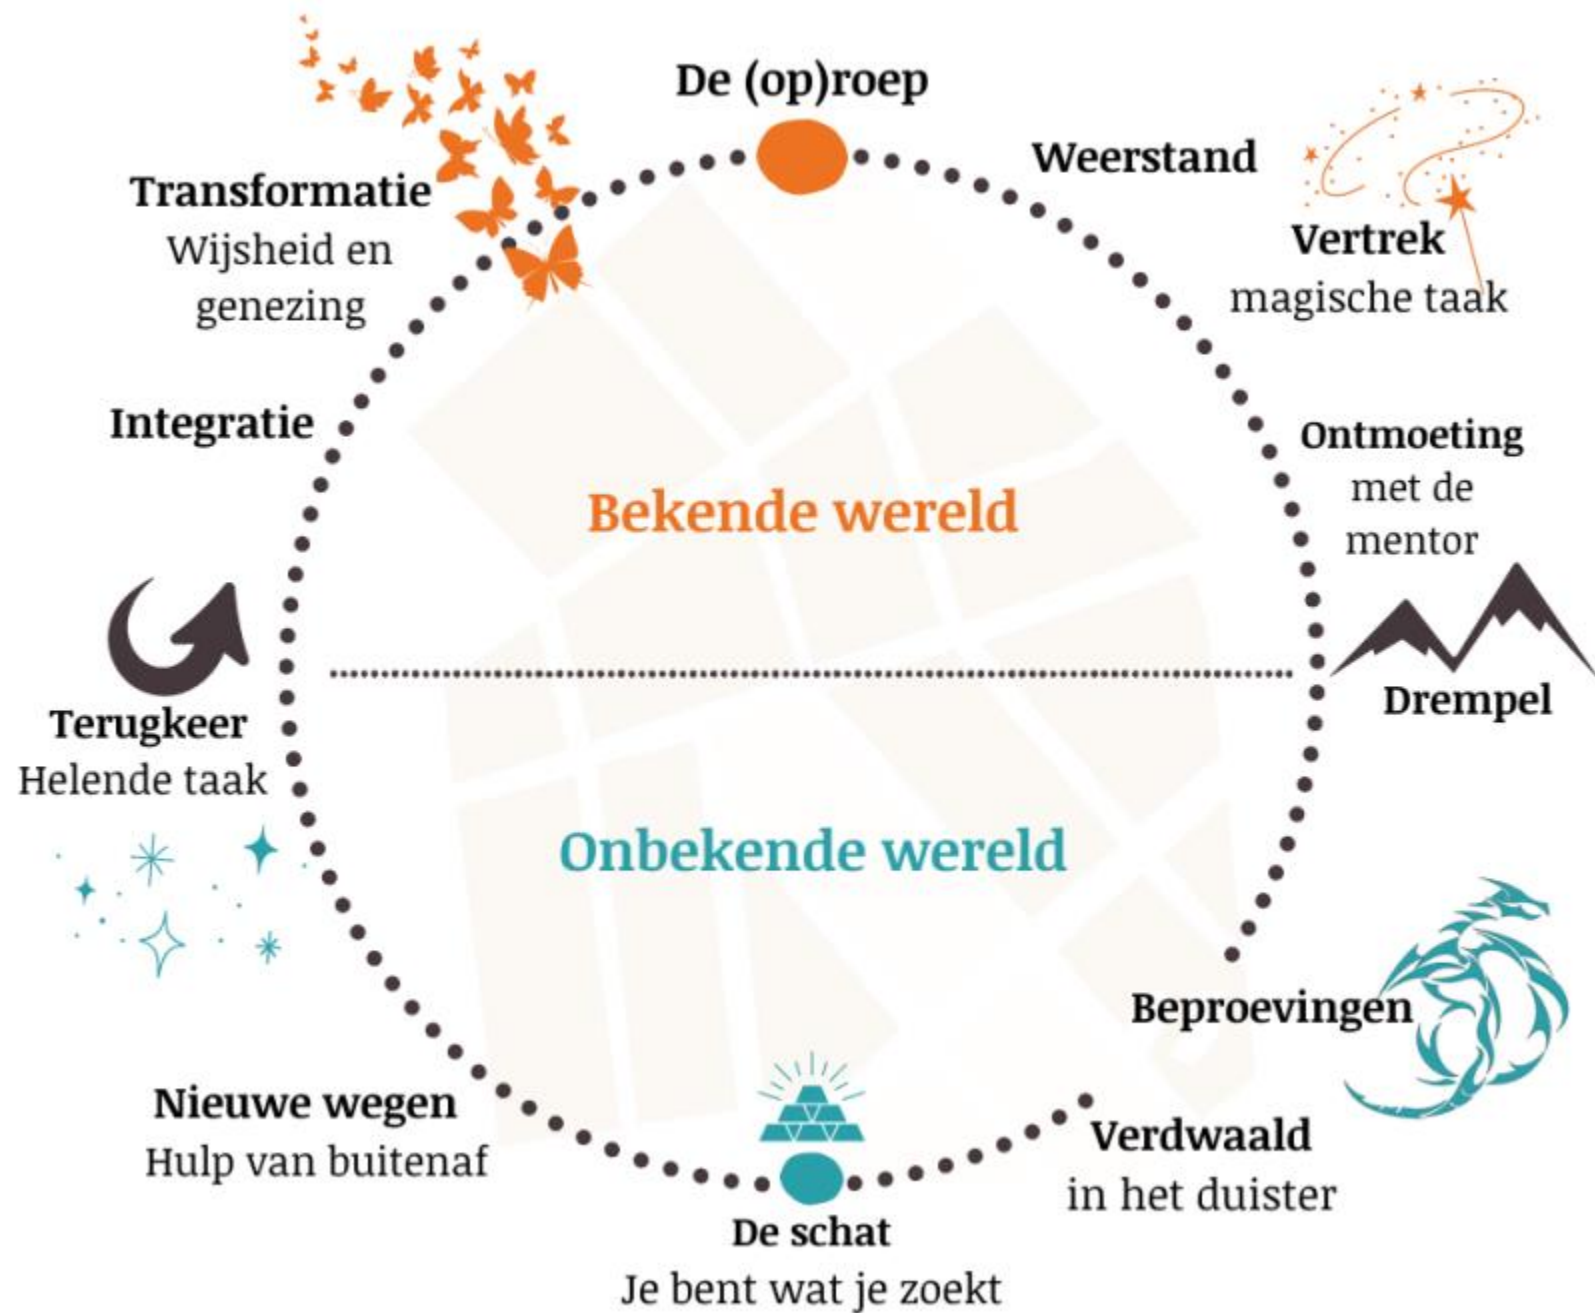 De (op)roep
Weerstand
Vertrek
magische taak
Ontmoeting
met de
mentor
Drempel
Beproevingen
Verdwaald
in het duister
De schat
Je bent wat je zoekt
Nieuwe wegen
Hulp van buitenaf
Terugkeer
Helende taak
Integratie
Transformatie
Wijsheid en
genezing
Bekende wereld
Onbekende wereld